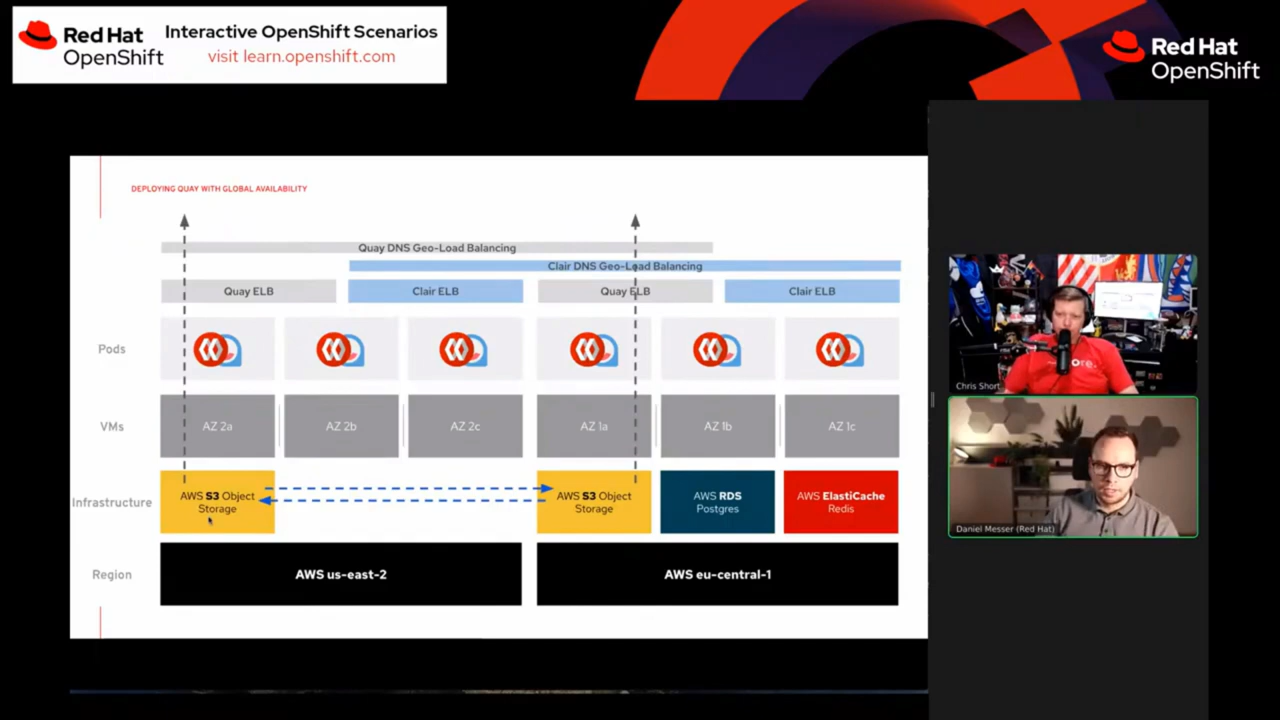 Red Hat
OpenShift
Interactive OpenShift Scenarios
visit learn.openshift.com
Red Hat
OpenShift
DEPLOYING QUAY WITH GLOBAL AVAILABILITY
Quay DNS Geo-Load Balancing
Clair DNS Geo-Load Balancing
Quay ELB
Clair ELB
Quay ELB
Clair ELB
Pods
VMs
AZ 2a
AZ 2b
AZ 2c
AZ 1a
AZ 1b
AZ 1c
Infrastructure
AWS S3 Object
Storage
AWS S3 Object
Storage
AWS RDS
Postgres
AWS ElastiCache
Redis
Region
AWS us-east-2
AWS eu-central-1
Chris Short
Daniel Messer (Red Hat)